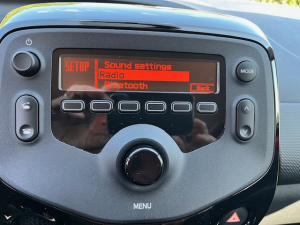 SETUP
Sound settings
Radio
Bluetooth
MODE
MENU